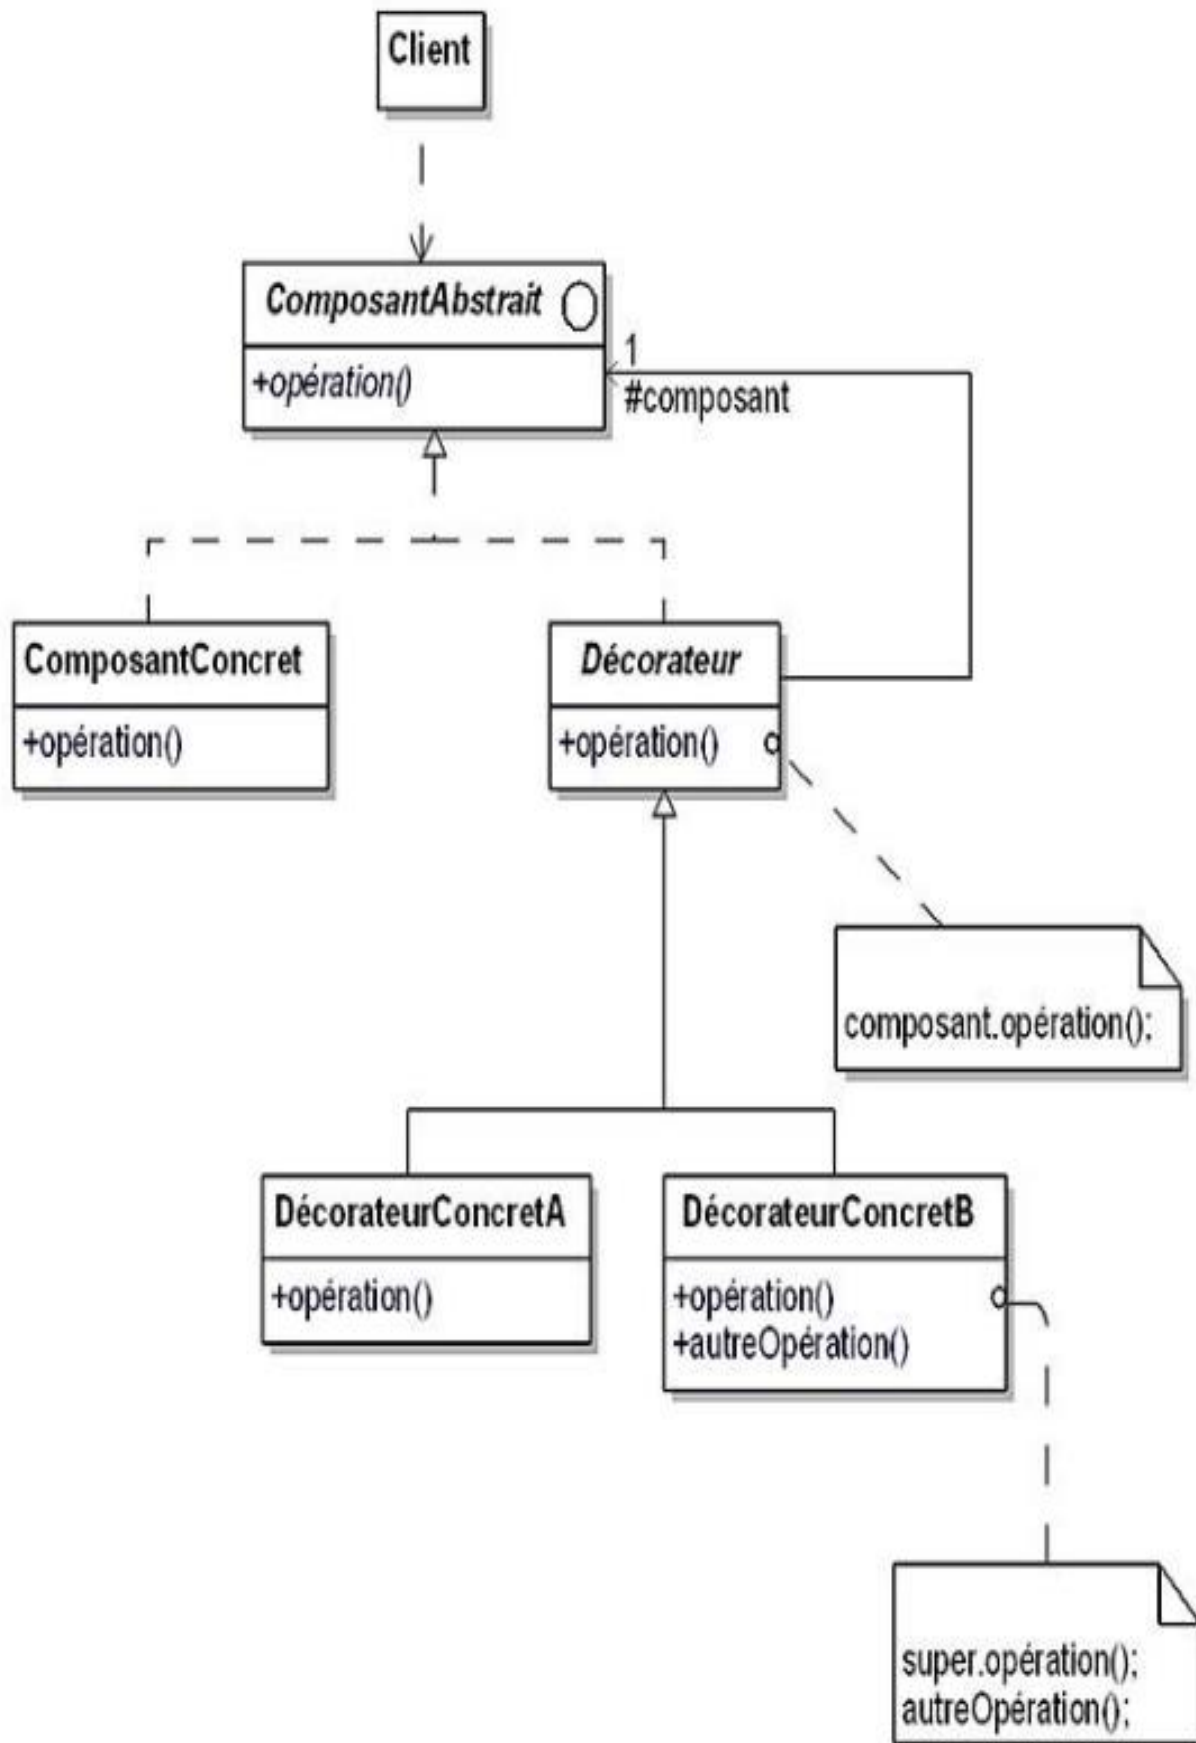 Client
ComposantAbstrait
+opération()
1
#composant
ComposantConcret
+opération()
Décorateur
+opération()
composant.opération();
DécorateurConcretA
+opération()
DécorateurConcretB
+opération()
+autreOpération()
super.opération();
autreOpération();